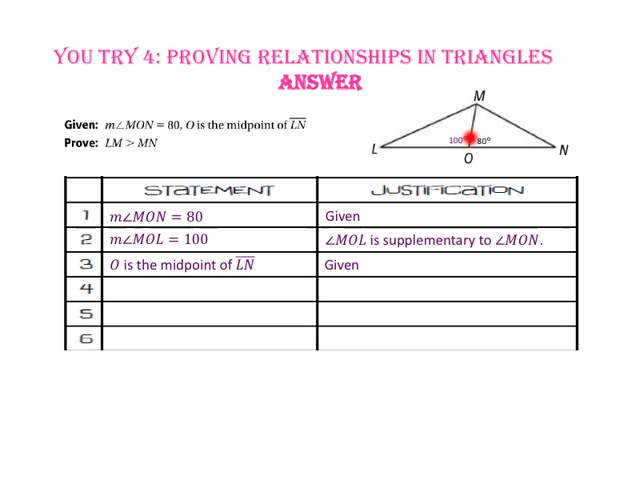 YOU TRY 4: PROVING RELATIONSHIPS IN TRIANGLES
ANSWER
Given: m∠MON = 80, O is the midpoint of L̅N̅
Prove: LM > MN
M
100° 80°
L O N
STATEMENT JUSTIFICATION
1 m∠MON = 80 Given
2 m∠MOL = 100 ∠MOL is supplementary to ∠MON.
3 O is the midpoint of L̅N̅ Given
4
5
6